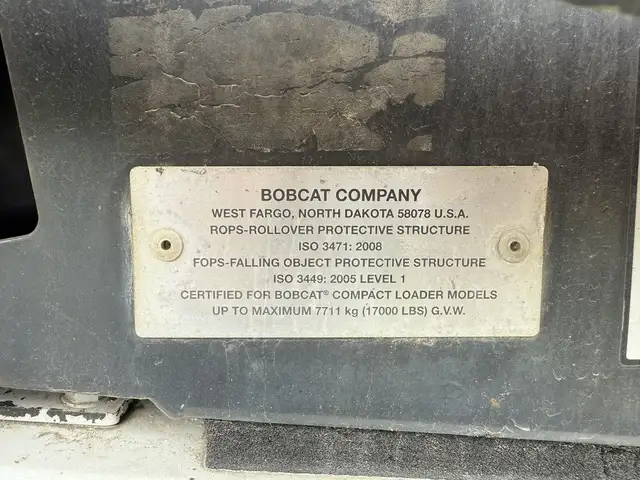 BOBCAT COMPANY
WEST FARGO, NORTH DAKOTA 58078 U.S.A.
ROPS-ROLLOVER PROTECTIVE STRUCTURE
ISO 3471: 2008
FOPS-FALLING OBJECT PROTECTIVE STRUCTURE
ISO 3449: 2005 LEVEL 1
CERTIFIED FOR BOBCAT® COMPACT LOADER MODELS
UP TO MAXIMUM 7711 kg (17000 LBS) G.V.W.